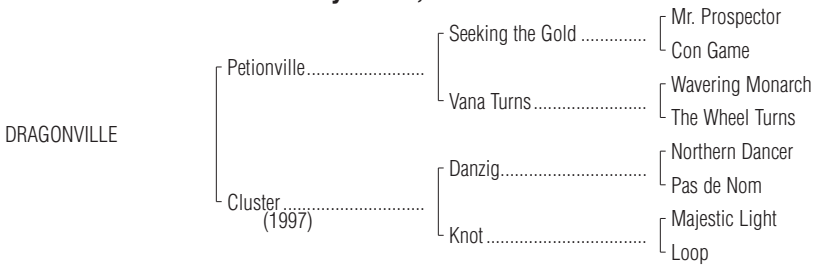 Mr. Prospector
Seeking the Gold ..............
Con Game
Petionville.........................
Wavering Monarch
Vana Turns........................
The Wheel Turns
DRAGONVILLE
Northern Dancer
Danzig...............................
Pas de Nom
Cluster..............................
(1997)
Majestic Light
Knot ..................................
Loop